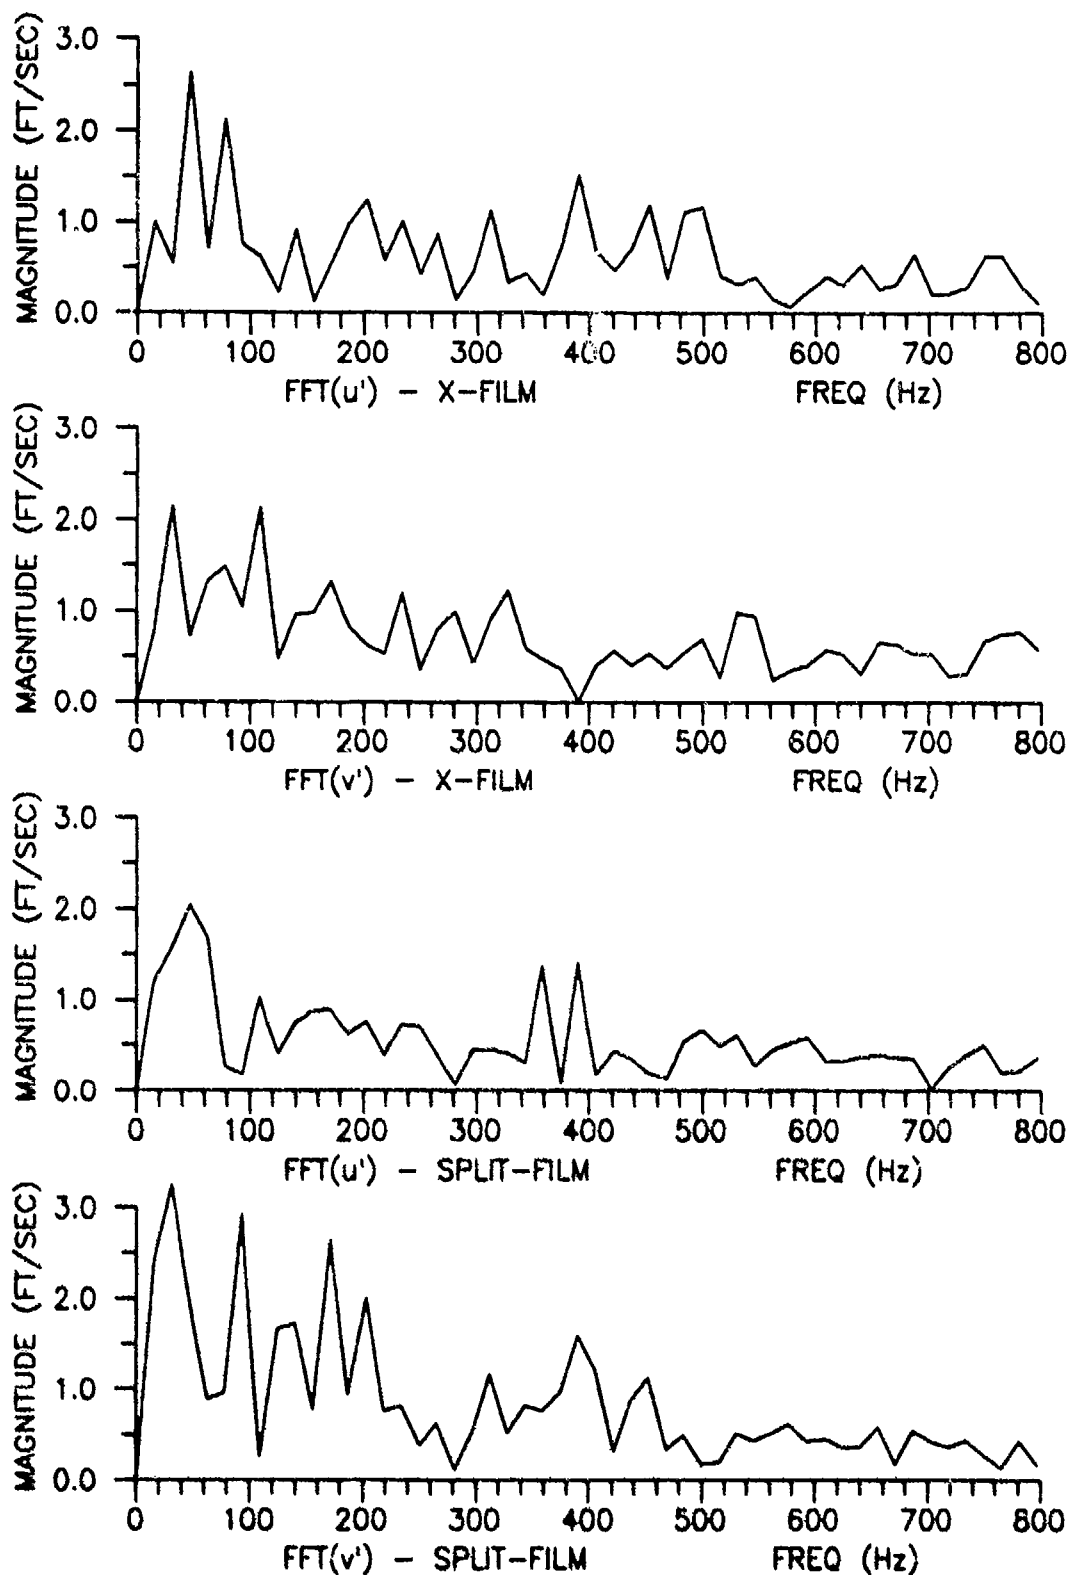 MAGNITUDE (FT/SEC)
3.0
2.0
1.0
0.0
0 100 200 300 400 500 600 700 800
FFT(u') - X-FILM FREQ (Hz)
MAGNITUDE (FT/SEC)
3.0
2.0
1.0
0.0
0 100 200 300 400 500 600 700 800
FFT(v') - X-FILM FREQ (Hz)
MAGNITUDE (FT/SEC)
3.0
2.0
1.0
0.0
0 100 200 300 400 500 600 700 800
FFT(u') - SPLIT-FILM FREQ (Hz)
MAGNITUDE (FT/SEC)
3.0
2.0
1.0
0.0
0 100 200 300 400 500 600 700 800
FFT(v') - SPLIT-FILM FREQ (Hz)